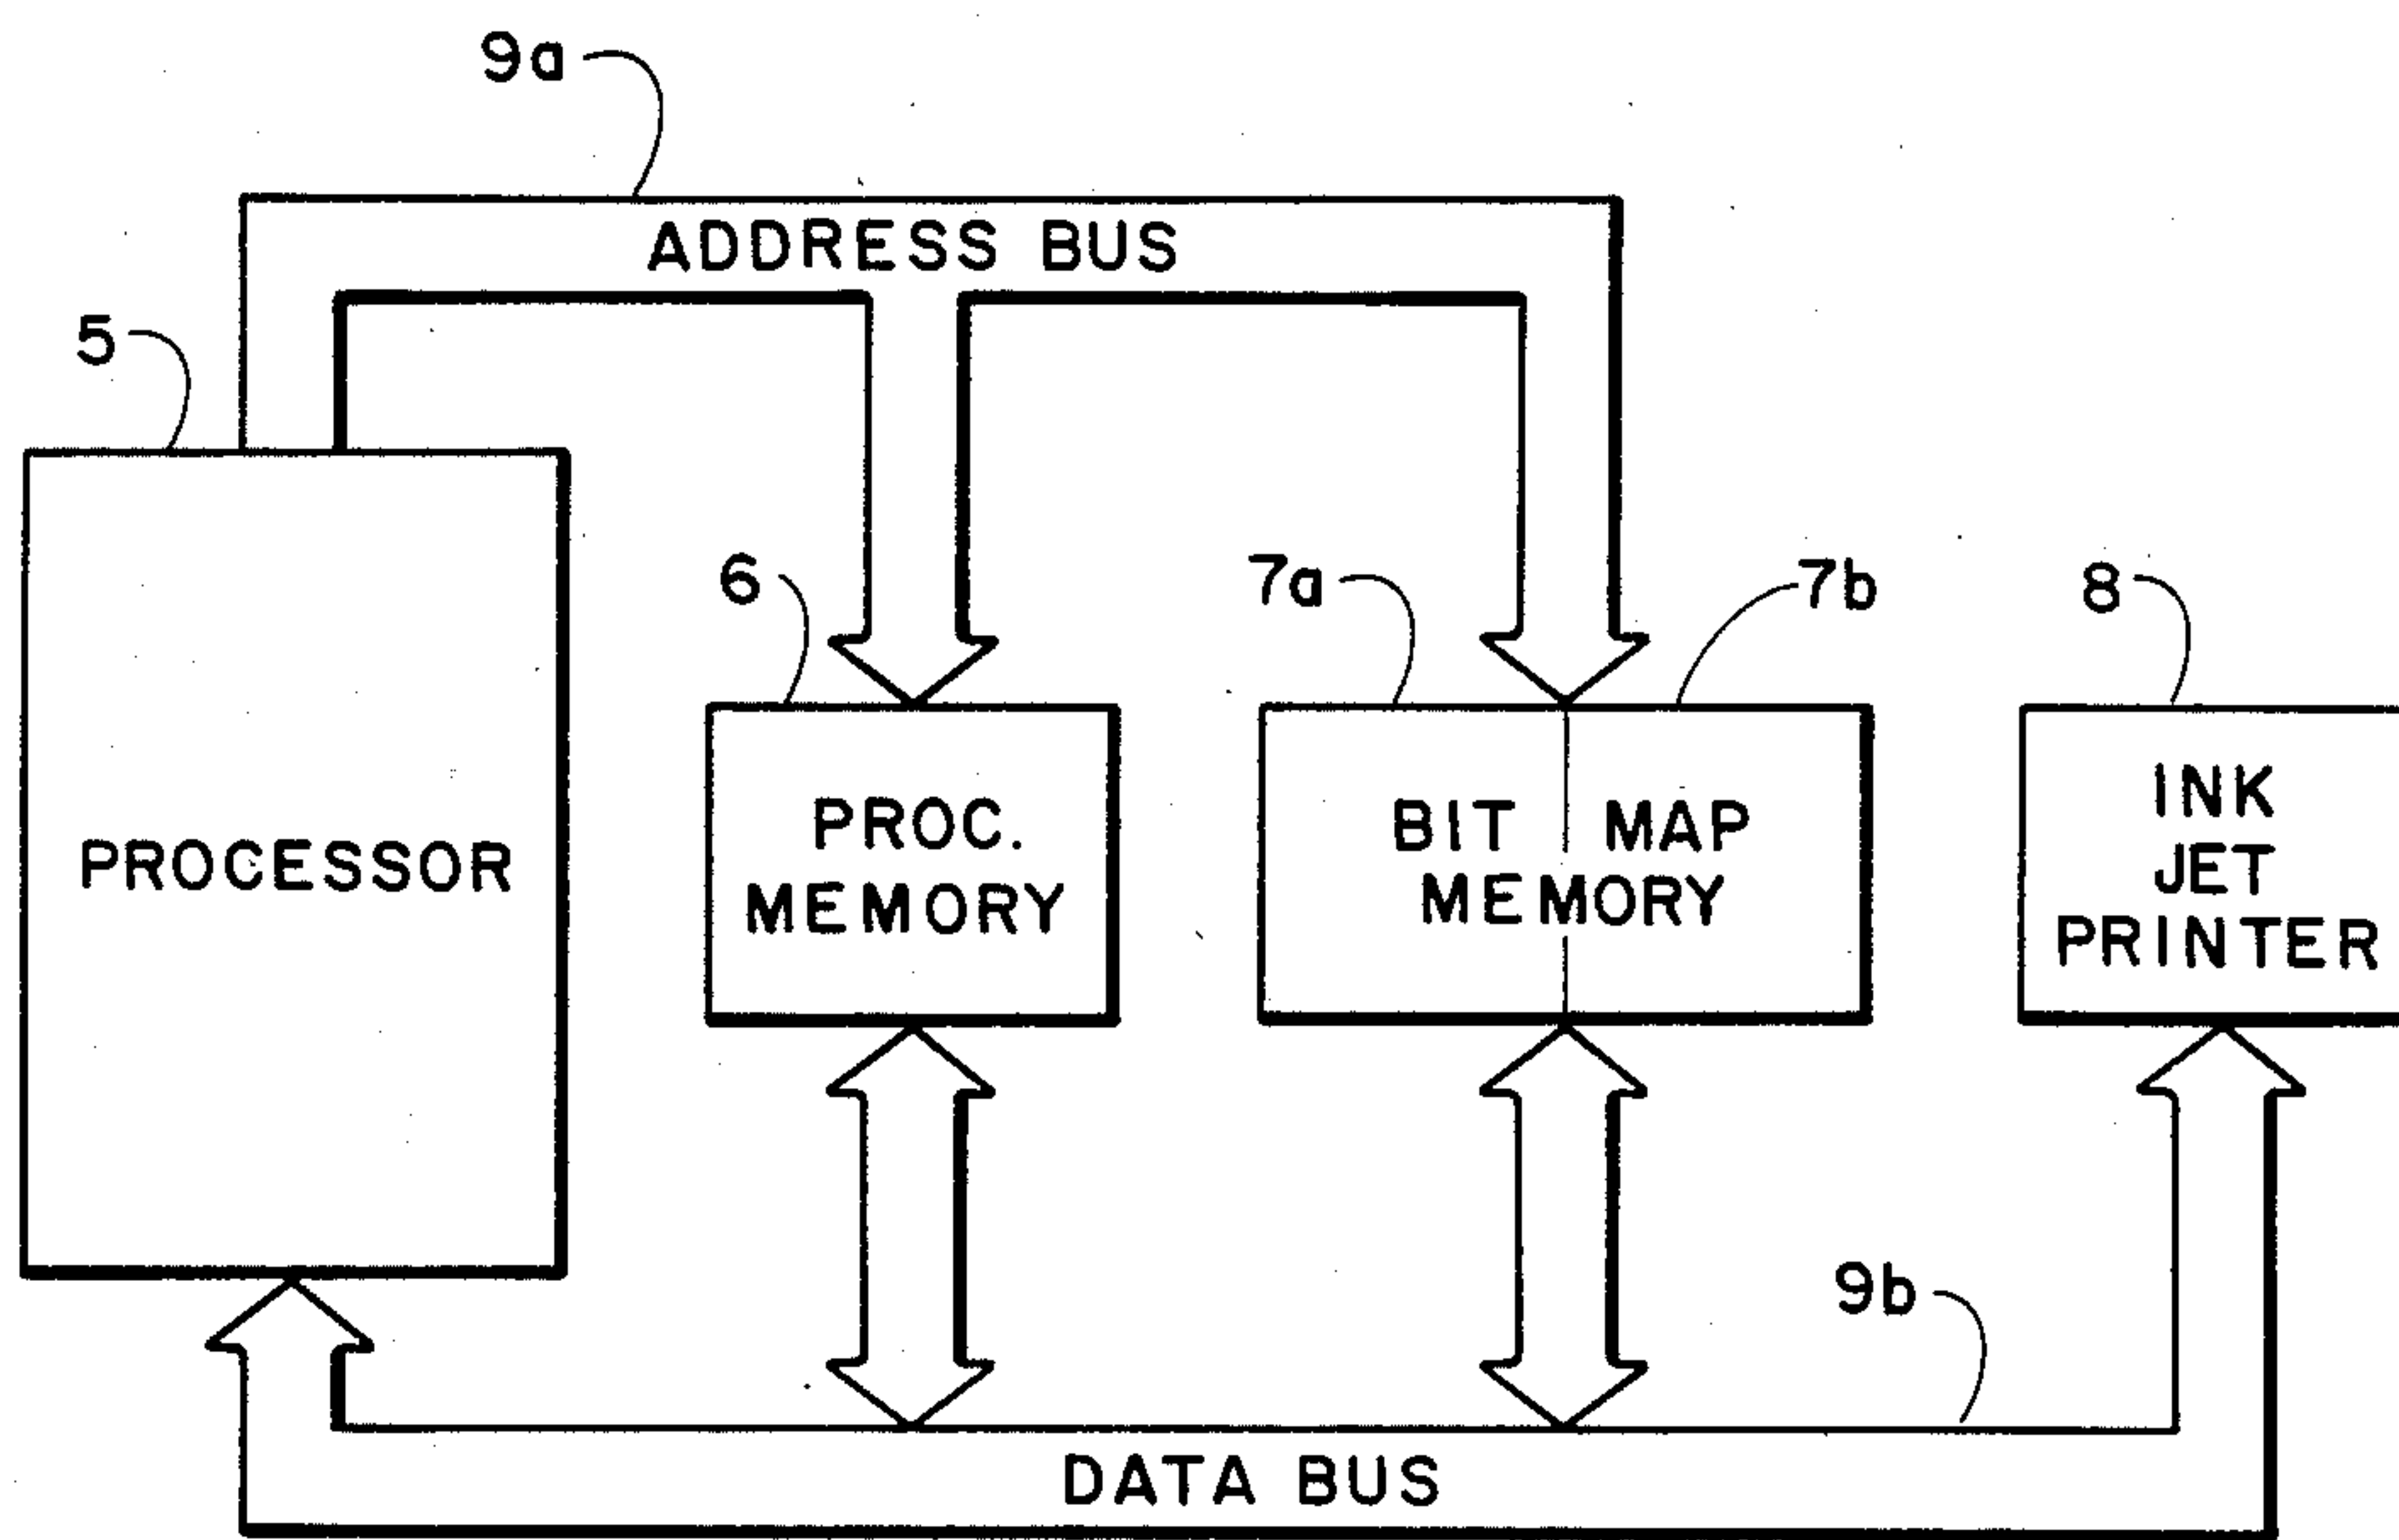 9a
ADDRESS BUS
5
6
7a
7b
8
PROCESSOR
PROC.
MEMORY
BIT MAP
MEMORY
INK
JET
PRINTER
9b
DATA BUS